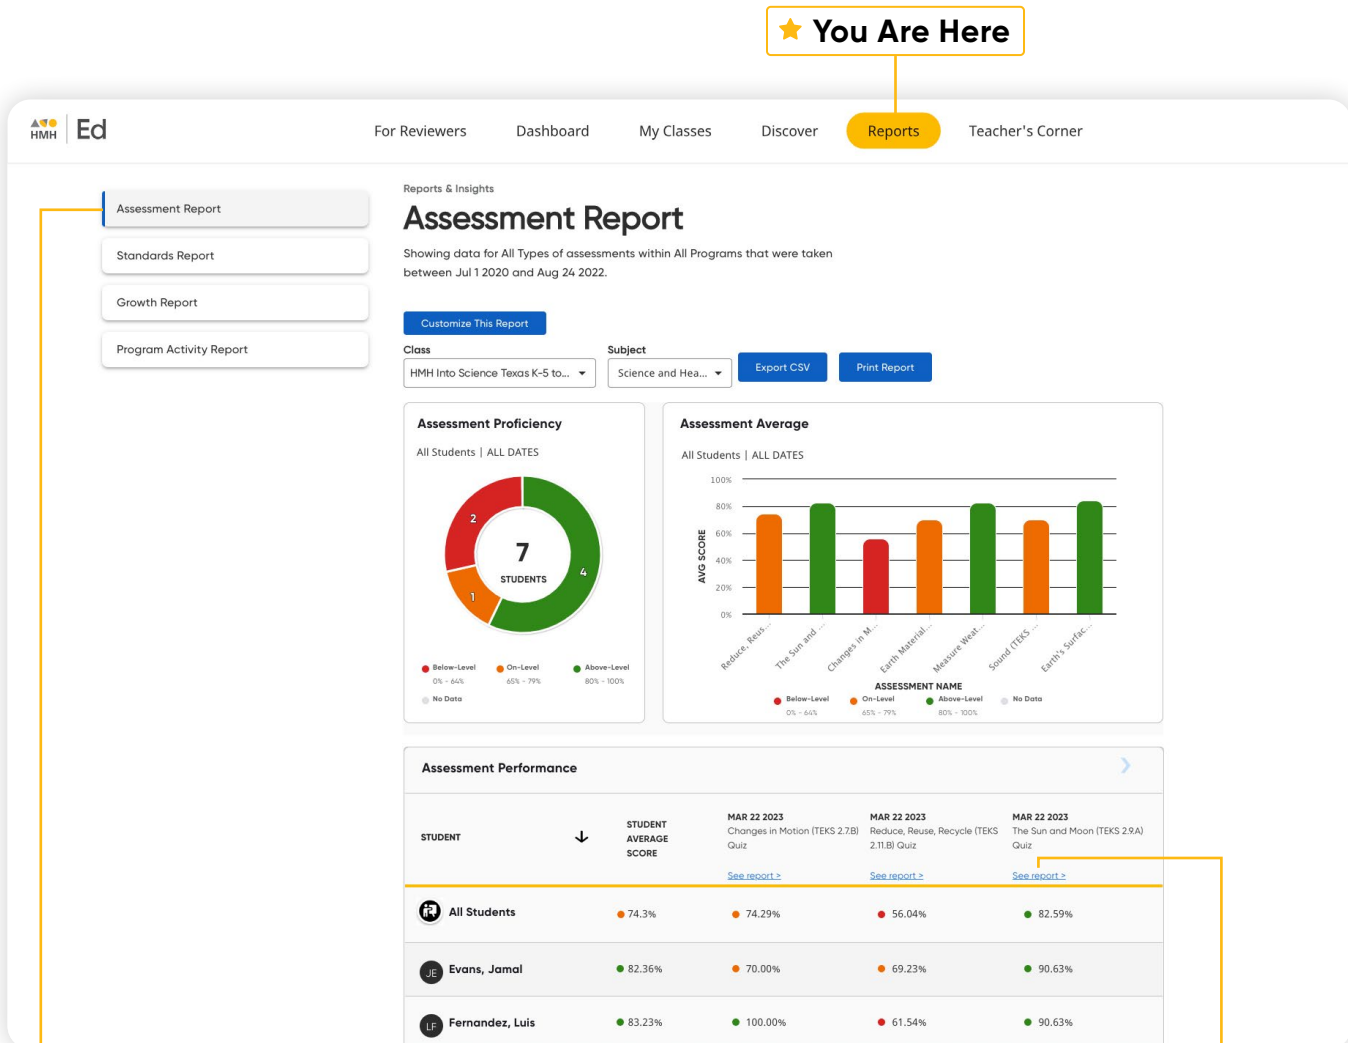 You Are Here
HMH Ed
For Reviewers Dashboard My Classes Discover Reports Teacher's Corner
Assessment Report
Standards Report
Growth Report
Program Activity Report
Reports & Insights
Assessment Report
Showing data for All Types of assessments within All Programs that were taken
between Jul 1 2020 and Aug 24 2022.
Customize This Report
Class Subject
HMH Into Science Texas K-5 to... Science and Hea... Export CSV Print Report
Assessment Proficiency
All Students | ALL DATES
2
7
STUDENTS
4
1
Below-Level On-Level Above-Level
0% - 64% 65% - 79% 80% - 100%
No Data
Assessment Average
All Students | ALL DATES
100%
80%
60%
40%
20%
0%
AVG SCORE
Reduce, Reus... The Sun and ... Changes in M... Earth Material... Measure Weat... Sound (TEKS ... Earth's Surfac...
ASSESSMENT NAME
Below-Level On-Level Above-Level No Data
0% - 64% 65% - 79% 80% - 100%
Assessment Performance
STUDENT
STUDENT
AVERAGE
SCORE
MAR 22 2023
Changes in Motion (TEKS 2.7.B)
Quiz
See report >
MAR 22 2023
Reduce, Reuse, Recycle (TEKS
2.11.B) Quiz
See report >
MAR 22 2023
The Sun and Moon (TEKS 2.9.A)
Quiz
See report >
All Students 74.3% 74.29% 56.04% 82.59%
JE Evans, Jamal 82.36% 70.00% 69.23% 90.63%
LF Fernandez, Luis 83.23% 100.00% 61.54% 90.63%